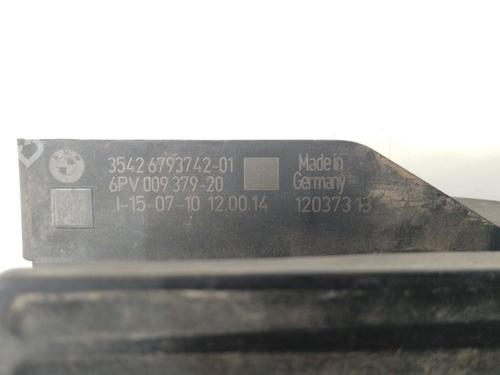 3542 6793742-01
6PV 009 379-20
I-15-07-10 12.00.14
Made in
Germany
12037313